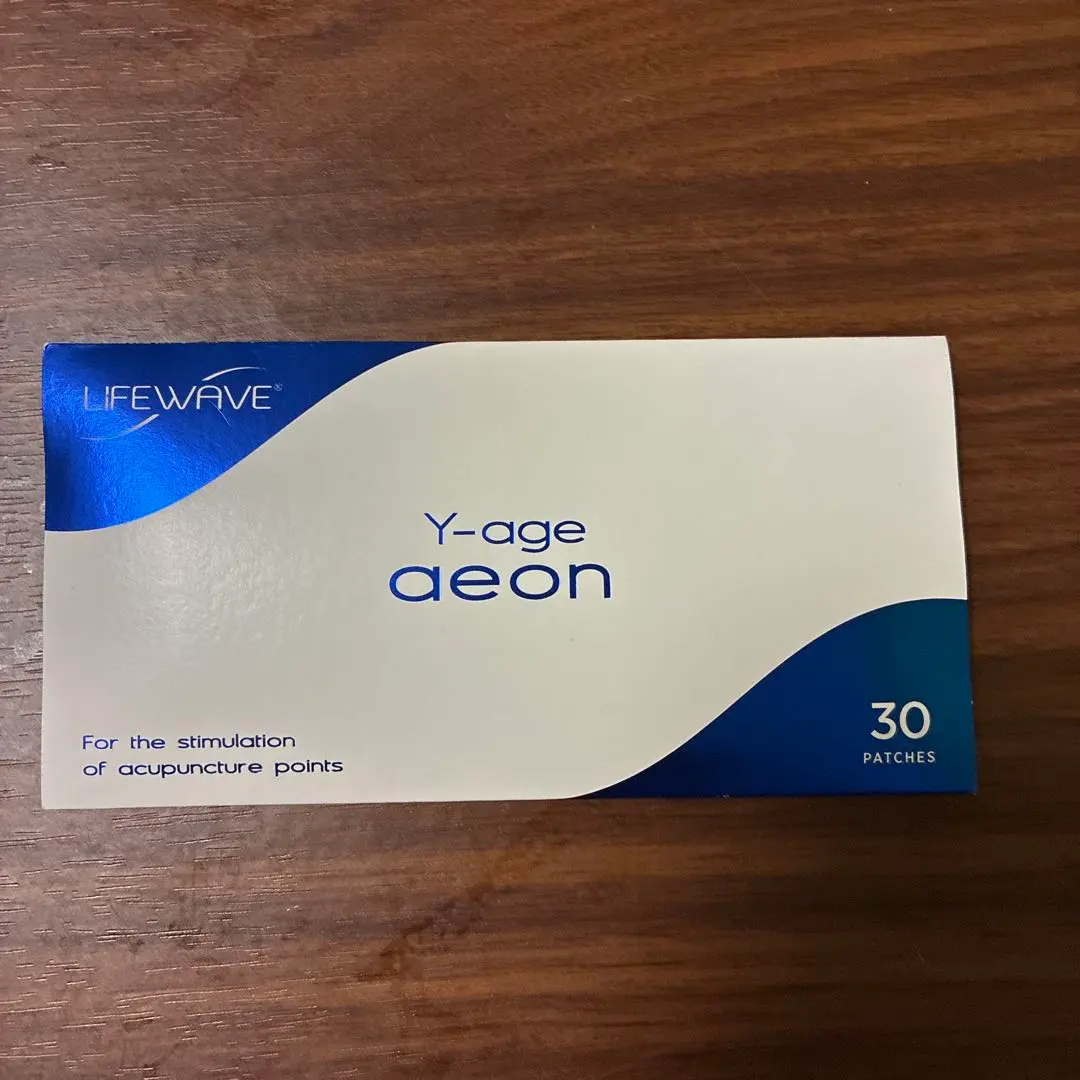 LIFEWAVE®
Y-age
aeon
For the stimulation
of acupuncture points
30
PATCHES